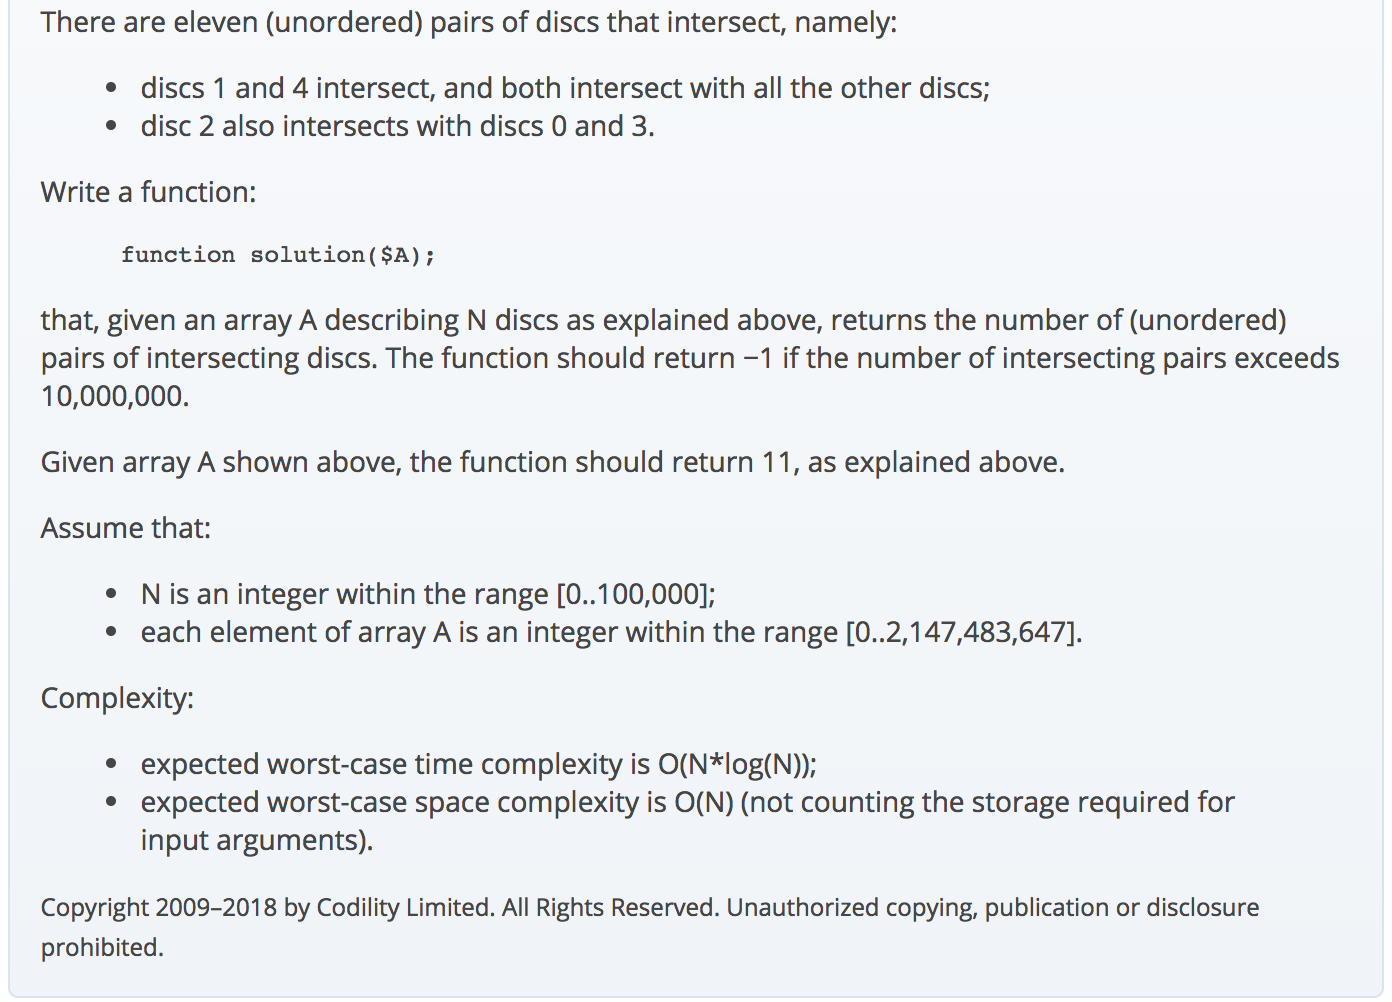 There are eleven (unordered) pairs of discs that intersect, namely:
• discs 1 and 4 intersect, and both intersect with all the other discs;
• disc 2 also intersects with discs 0 and 3.
Write a function:
function solution($A);
that, given an array A describing N discs as explained above, returns the number of (unordered)
pairs of intersecting discs. The function should return −1 if the number of intersecting pairs exceeds
10,000,000.
Given array A shown above, the function should return 11, as explained above.
Assume that:
• N is an integer within the range [0..100,000];
• each element of array A is an integer within the range [0..2,147,483,647].
Complexity:
• expected worst-case time complexity is O(N*log(N));
• expected worst-case space complexity is O(N) (not counting the storage required for
input arguments).
Copyright 2009–2018 by Codility Limited. All Rights Reserved. Unauthorized copying, publication or disclosure
prohibited.